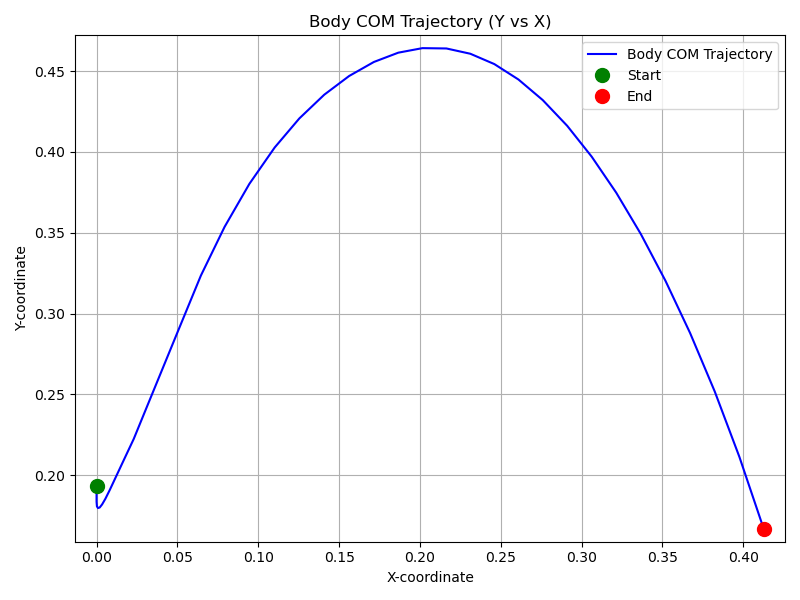 Body COM Trajectory (Y vs X)
Body COM Trajectory
Start
End
Y-coordinate
0.45
0.40
0.35
0.30
0.25
0.20
0.00 0.05 0.10 0.15 0.20 0.25 0.30 0.35 0.40
X-coordinate